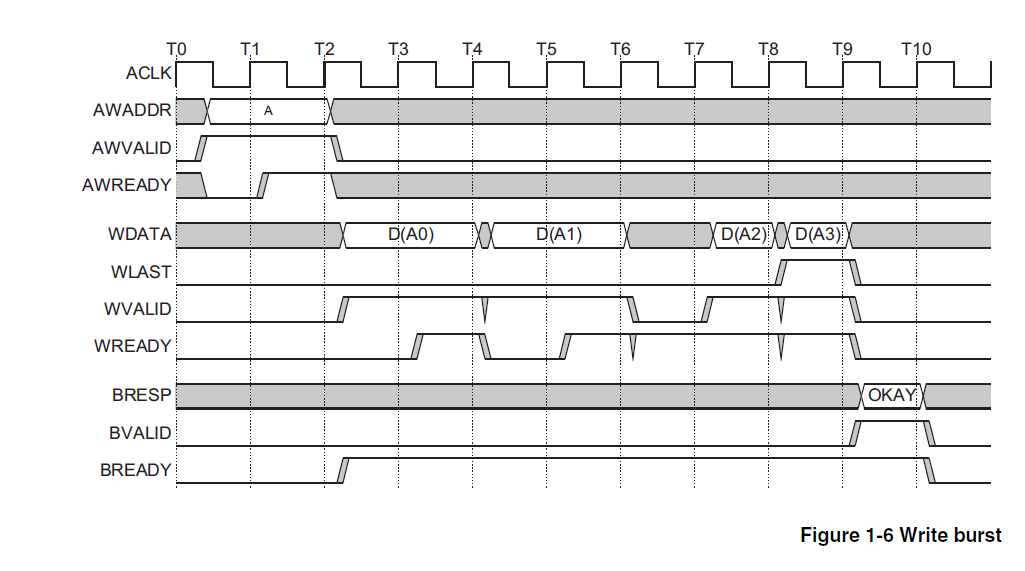 T0 T1 T2 T3 T4 T5 T6 T7 T8 T9 T10
ACLK
AWADDR A
AWVALID
AWREADY
WDATA D(A0) D(A1) D(A2) D(A3)
WLAST
WVALID
WREADY
BRESP OKAY
BVALID
BREADY
Figure 1-6 Write burst